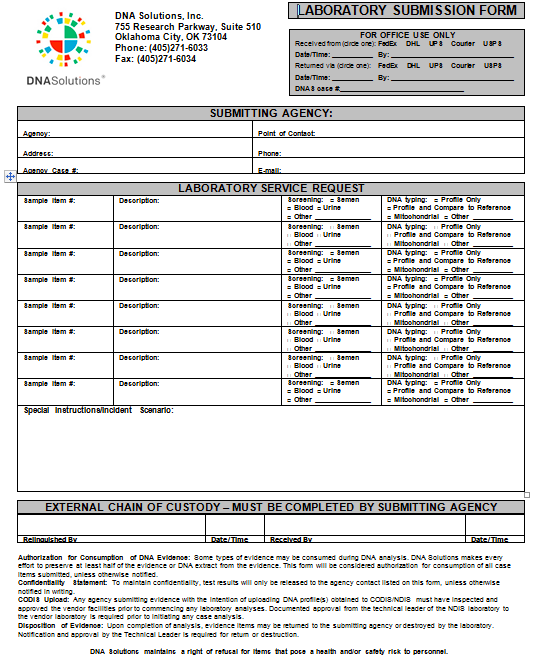 DNA Solutions, Inc.
755 Research Parkway, Suite 510
Oklahoma City, OK 73104
Phone: (405)271-6033
Fax: (405)271-6034
DNASolutions®
LABORATORY SUBMISSION FORM
FOR OFFICE USE ONLY
Received from (circle one): FedEx DHL UPS Courier USPS
Date/Time: ____________ By: ____________________
Returned via (circle one): FedEx DHL UPS Courier USPS
Date/Time: ____________ By: ____________________
DNAS case #: ____________________
SUBMITTING AGENCY:
Agency: Point of Contact:
Address: Phone:
Agency Case #: E-mail:
LABORATORY SERVICE REQUEST
Sample Item #: Description: Screening: □ Semen DNA typing: □ Profile Only
□ Blood □ Urine □ Profile and Compare to Reference
□ Other ____________ □ Mitochondrial □ Other ____________
Sample Item #: Description: Screening: □ Semen DNA typing: □ Profile Only
□ Blood □ Urine □ Profile and Compare to Reference
□ Other ____________ □ Mitochondrial □ Other ____________
Sample Item #: Description: Screening: □ Semen DNA typing: □ Profile Only
□ Blood □ Urine □ Profile and Compare to Reference
□ Other ____________ □ Mitochondrial □ Other ____________
Sample Item #: Description: Screening: □ Semen DNA typing: □ Profile Only
□ Blood □ Urine □ Profile and Compare to Reference
□ Other ____________ □ Mitochondrial □ Other ____________
Sample Item #: Description: Screening: □ Semen DNA typing: □ Profile Only
□ Blood □ Urine □ Profile and Compare to Reference
□ Other ____________ □ Mitochondrial □ Other ____________
Sample Item #: Description: Screening: □ Semen DNA typing: □ Profile Only
□ Blood □ Urine □ Profile and Compare to Reference
□ Other ____________ □ Mitochondrial □ Other ____________
Sample Item #: Description: Screening: □ Semen DNA typing: □ Profile Only
□ Blood □ Urine □ Profile and Compare to Reference
□ Other ____________ □ Mitochondrial □ Other ____________
Sample Item #: Description: Screening: □ Semen DNA typing: □ Profile Only
□ Blood □ Urine □ Profile and Compare to Reference
□ Other ____________ □ Mitochondrial □ Other ____________
Special Instructions/Incident Scenario:
EXTERNAL CHAIN OF CUSTODY – MUST BE COMPLETED BY SUBMITTING AGENCY
Relinquished By Date/Time Received By Date/Time
Authorization for Consumption of DNA Evidence: Some types of evidence may be consumed during DNA analysis. DNA Solutions makes every
effort to preserve at least half of the evidence or DNA extract from the evidence. This form will be considered authorization for consumption of all case
items submitted, unless otherwise notified.
Confidentiality Statement: To maintain confidentiality, test results will only be released to the agency contact listed on this form, unless otherwise
notified in writing.
CODIS Upload: Any agency submitting evidence with the intention of uploading DNA profile(s) obtained to CODIS/NDIS must have inspected and
approved the vendor facilities prior to commencing any laboratory analyses. Documented approval from the technical leader of the NDIS laboratory to
the vendor laboratory is required prior to initiating any case analysis.
Disposition of Evidence: Upon completion of analysis, evidence items may be returned to the submitting agency or destroyed by the laboratory.
Notification and approval by the Technical Leader is required for return or destruction.
DNA Solutions maintains a right of refusal for items that pose a health and/or safety risk to personnel.